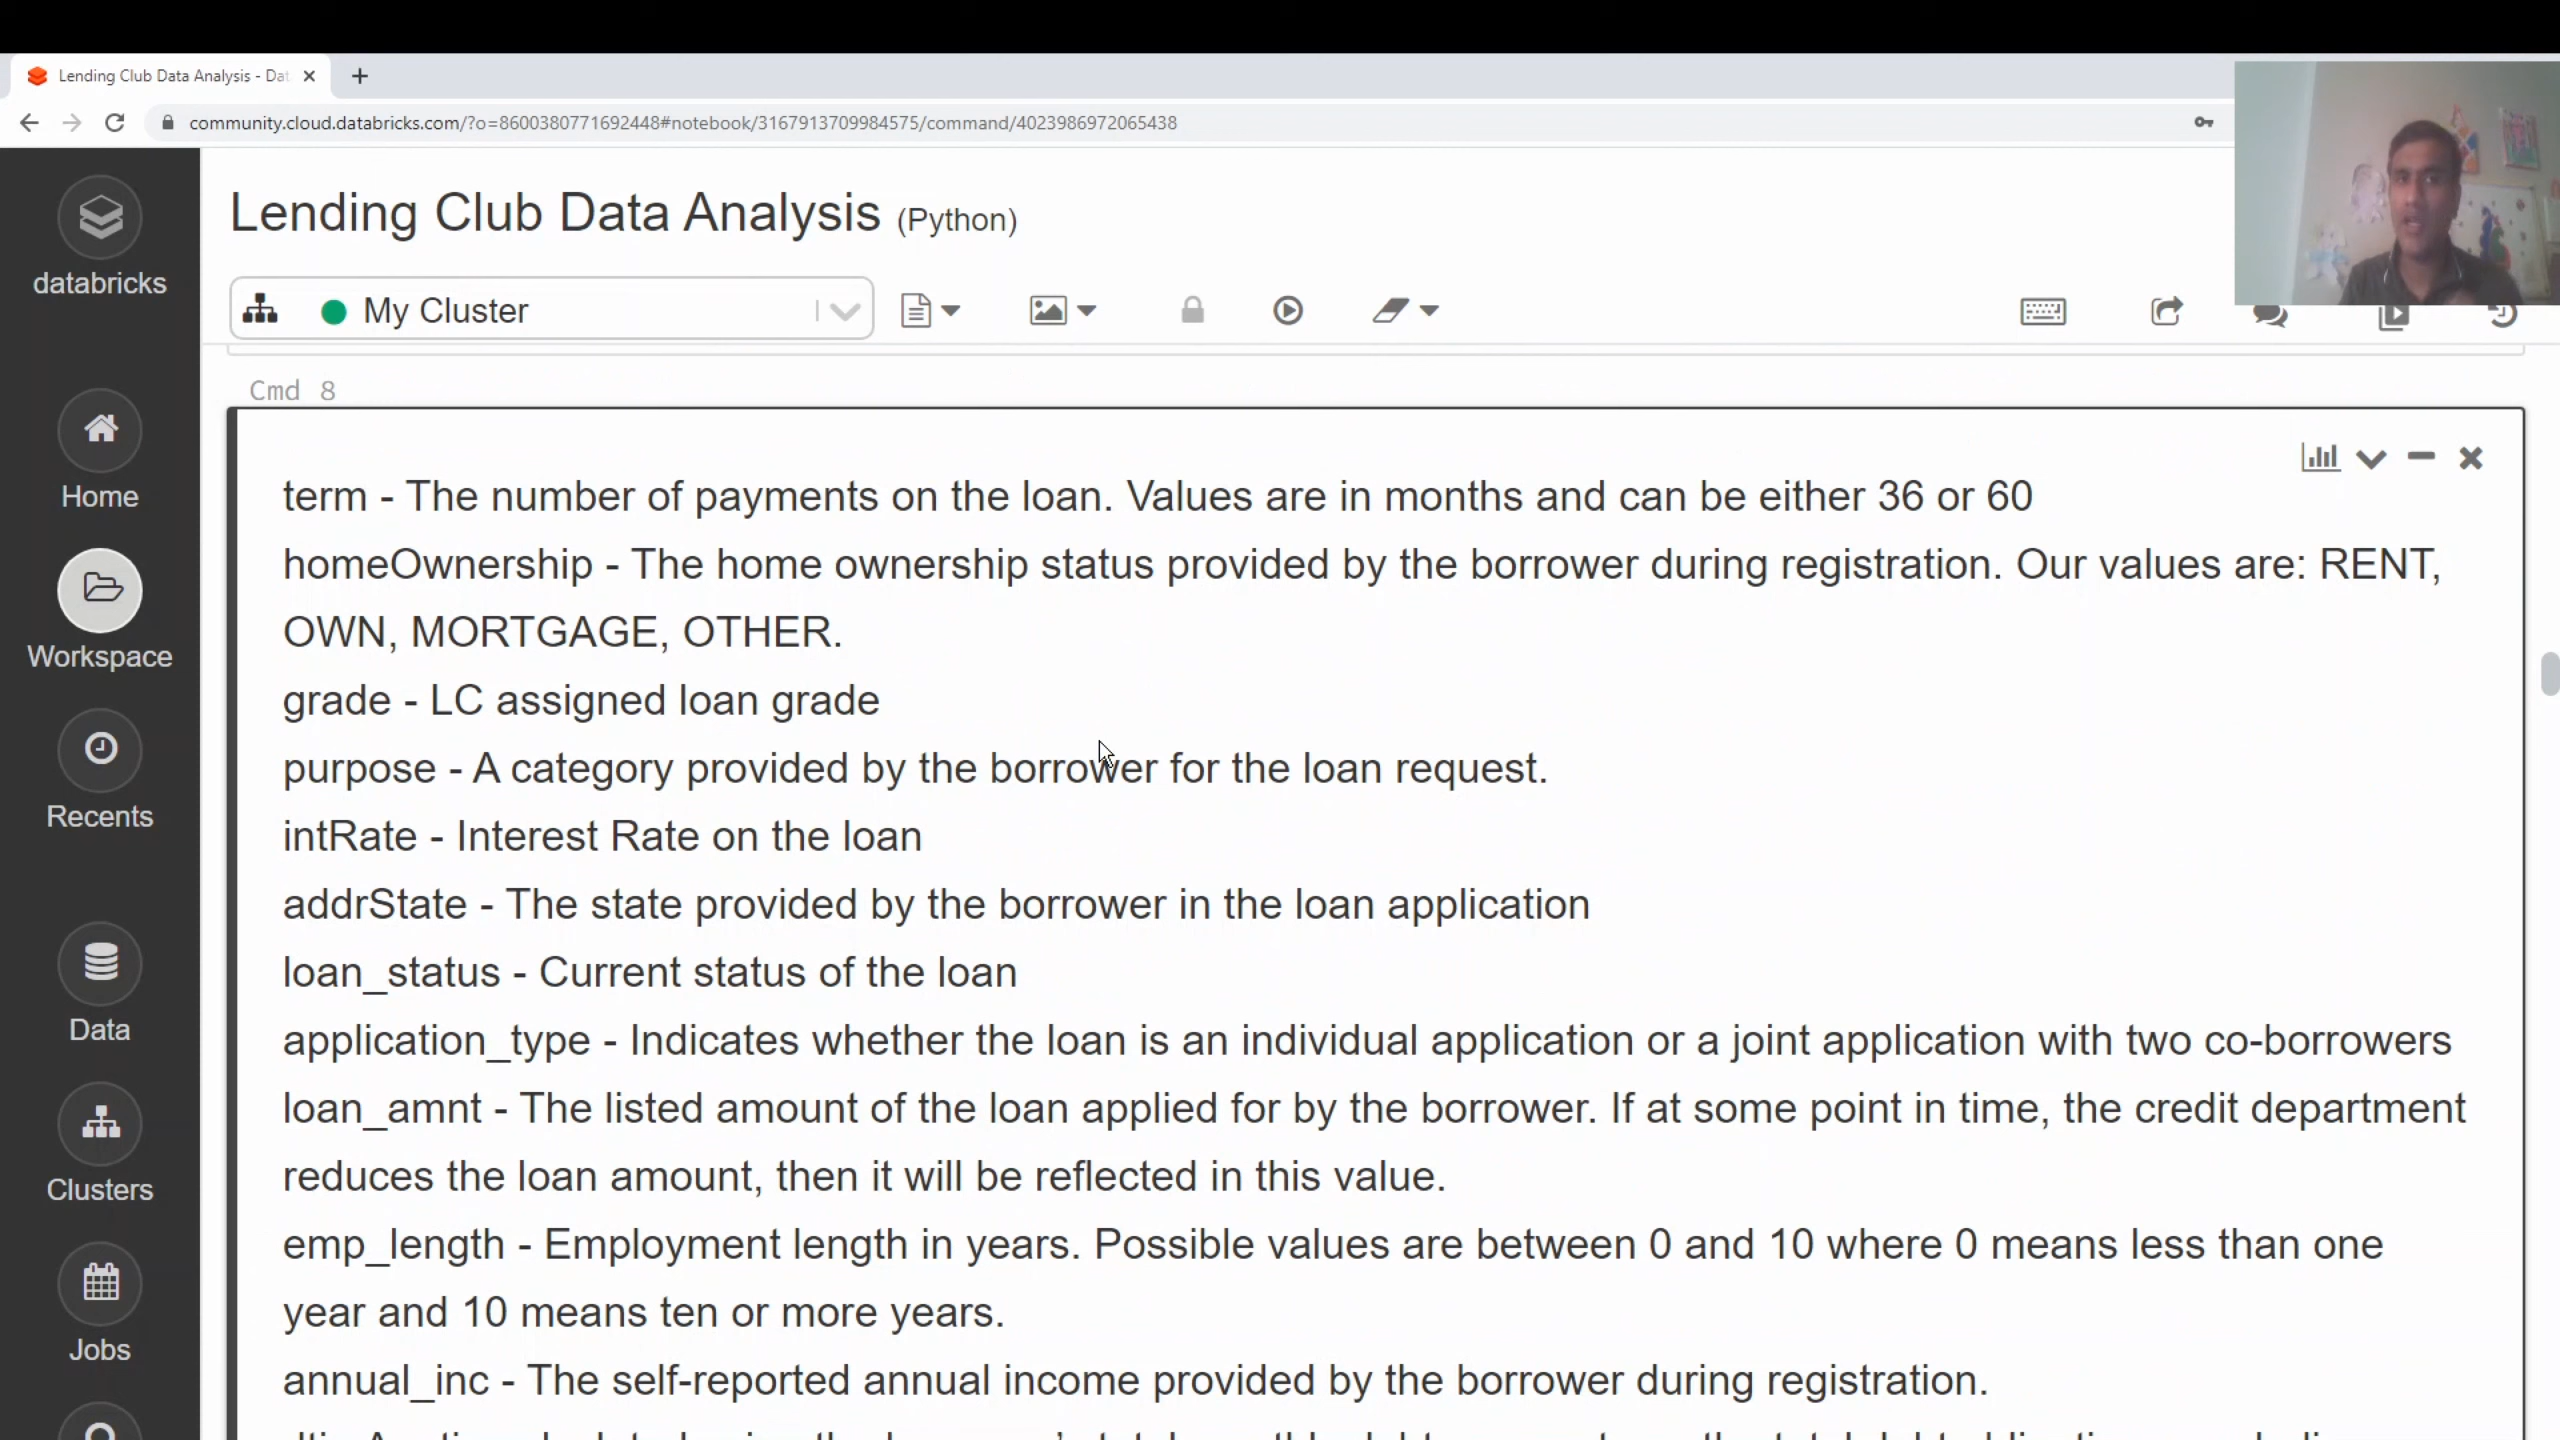 Lending Club Data Analysis - Dat
community.cloud.databricks.com/?o=8600380771692448#notebook/3167913709984575/command/4023986972065438
databricks
Home
Workspace
Recents
Data
Clusters
Jobs
Lending Club Data Analysis (Python)
My Cluster
Cmd 8
term - The number of payments on the loan. Values are in months and can be either 36 or 60
homeOwnership - The home ownership status provided by the borrower during registration. Our values are: RENT,
OWN, MORTGAGE, OTHER.
grade - LC assigned loan grade
purpose - A category provided by the borrower for the loan request.
intRate - Interest Rate on the loan
addrState - The state provided by the borrower in the loan application
loan_status - Current status of the loan
application_type - Indicates whether the loan is an individual application or a joint application with two co-borrowers
loan_amnt - The listed amount of the loan applied for by the borrower. If at some point in time, the credit department
reduces the loan amount, then it will be reflected in this value.
emp_length - Employment length in years. Possible values are between 0 and 10 where 0 means less than one
year and 10 means ten or more years.
annual_inc - The self-reported annual income provided by the borrower during registration.